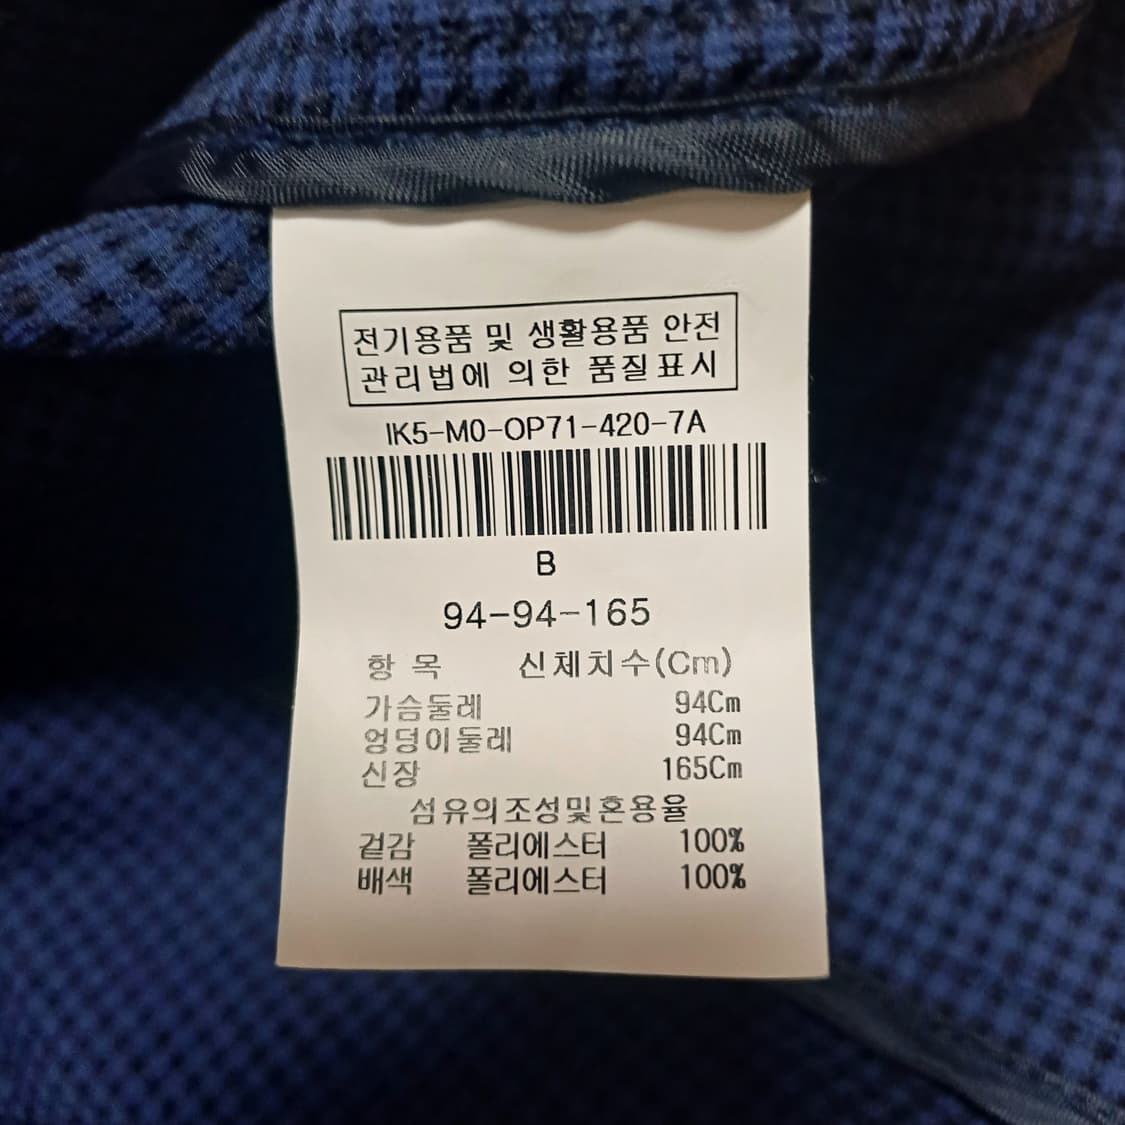 전기용품 및 생활용품 안전
관리법에 의한 품질표시
IK5-M0-OP71-420-7A
B
94-94-165
항 목 신체치수(Cm)
가슴둘레 94Cm
엉덩이둘레 94Cm
신장 165Cm
섬유의조성및혼용율
겉감 폴리에스터 100%
배색 폴리에스터 100%